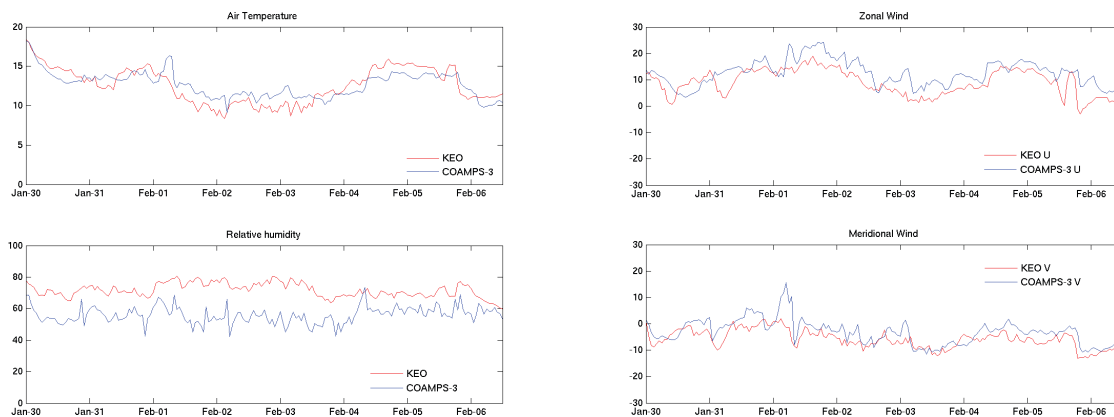 Air Temperature
20
15
10
5
0
KEO
COAMPS-3
Jan-30 Jan-31 Feb-01 Feb-02 Feb-03 Feb-04 Feb-05 Feb-06
Zonal Wind
30
20
10
0
10
20
30
KEO U
COAMPS-3 U
Jan-30 Jan-31 Feb-01 Feb-02 Feb-03 Feb-04 Feb-05 Feb-06
Relative humidity
100
80
60
40
20
0
KEO
COAMPS-3
Jan-30 Jan-31 Feb-01 Feb-02 Feb-03 Feb-04 Feb-05 Feb-06
Meridional Wind
30
20
10
0
-10
-20
-30
KEO V
COAMPS-3 V
Jan-30 Jan-31 Feb-01 Feb-02 Feb-03 Feb-04 Feb-05 Feb-06